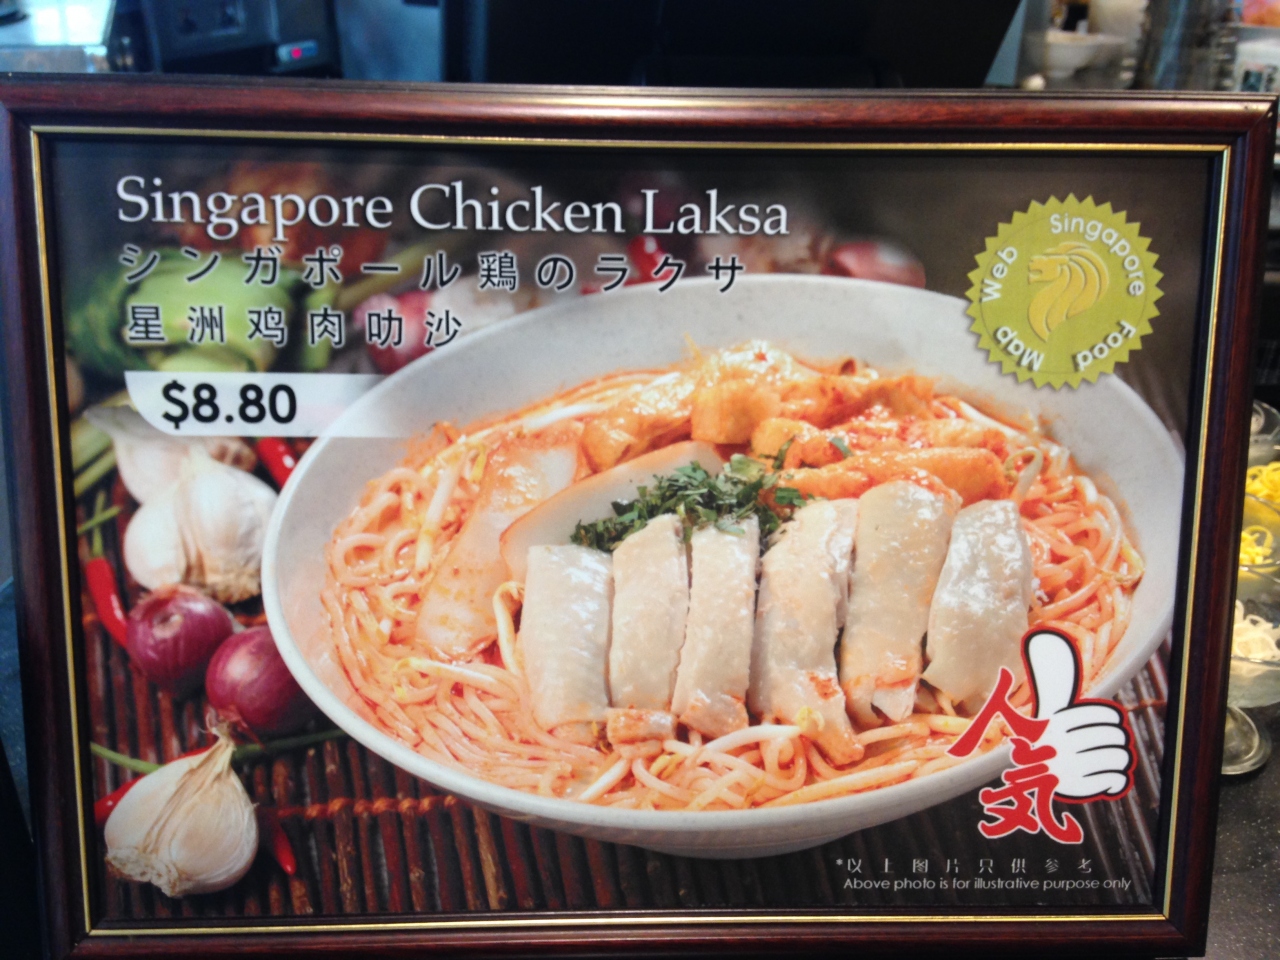 Singapore Chicken Laksa
シンガポール鶏のラクサ
星洲鸡肉叻沙
$8.80
Singapore Food Map Web
人気
*以上图片只供参考
Above photo is for illustrative purpose only